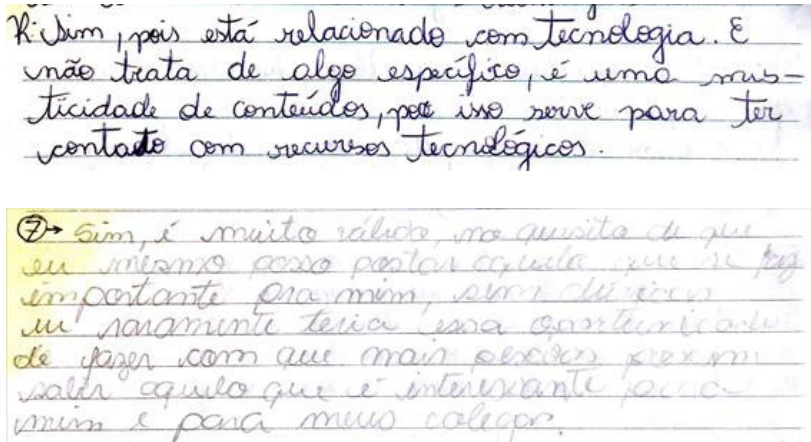 R: Sim, pois está relacionado com tecnologia. E
não trata de algo específico, é uma mis-
ticidade de conteúdos, por isso serve para ter
contato com recursos tecnológicos.
7 → Sim, é muito válido, no quisito de que
eu mesmo posso postar aquilo que se faz
importante pra mim, sem
eu raramente teria essa oportunidade
de fazer com que mais pessoas possam
saber aquilo que é interessante para
mim e para meus colegas.